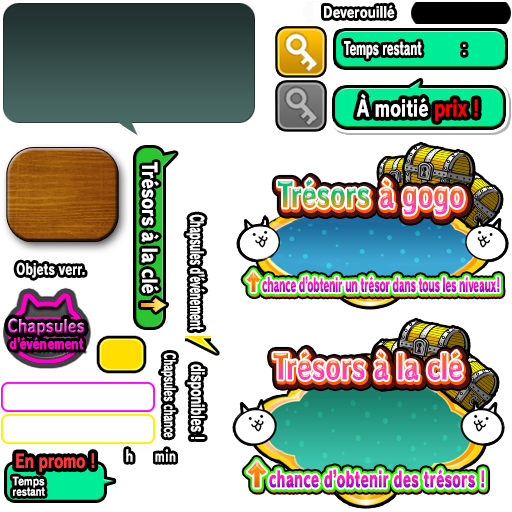 Deverouillé
Temps restant :
À moitié prix !
Trésors à la clé
Trésors à gogo
chance d'obtenir un trésor dans tous les niveaux!
Objets verr.
Chapsules
d'événement
Chapsules d'événement
disponibles !
Chapsules chance
Trésors à la clé
chance d'obtenir des trésors !
En promo !
Temps
restant
h min